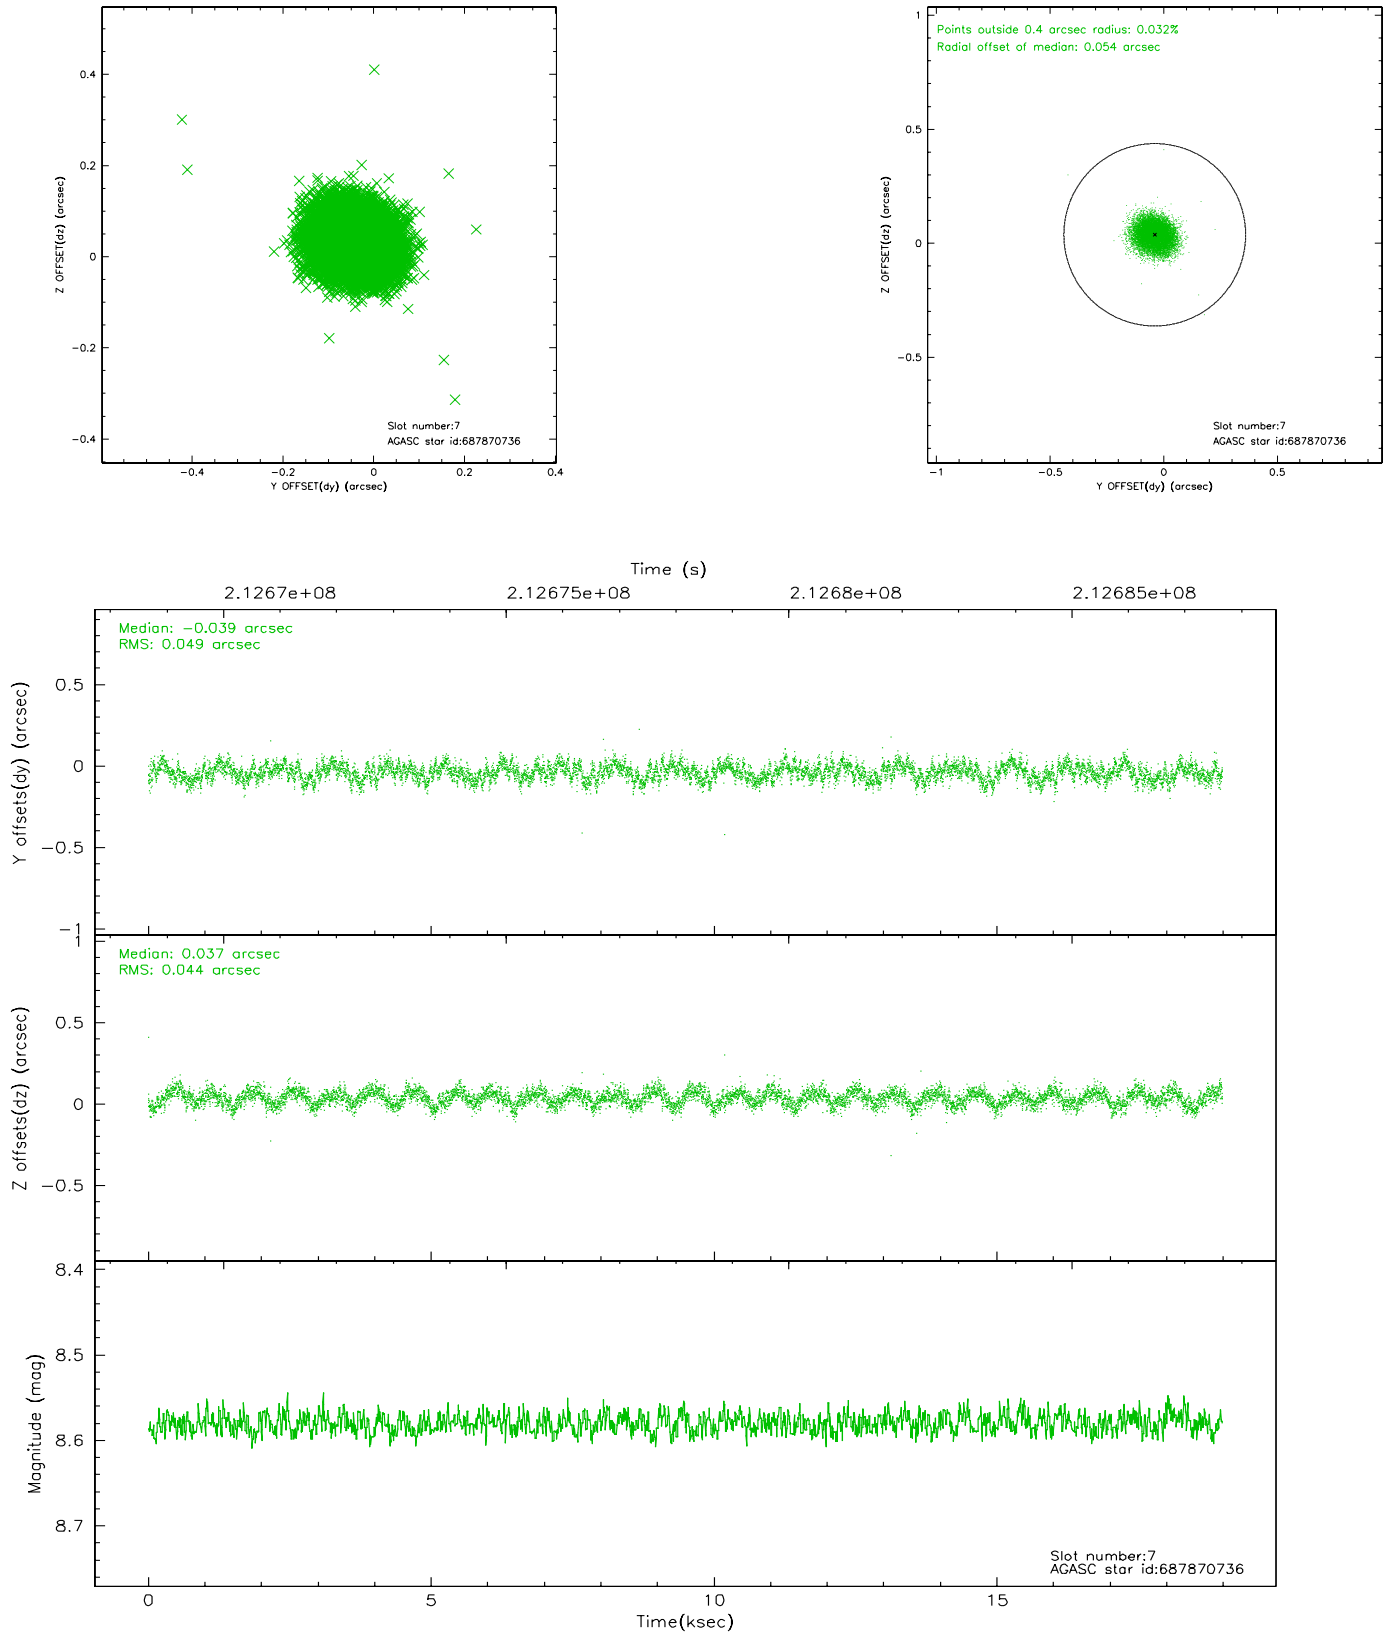 0.4
0.2
0
−0.2
−0.4
Z OFFSET(dz) (arcsec)
−0.4
−0.2
0
0.2
0.4
Y OFFSET(dy) (arcsec)
Slot number:7
AGASC star id:687870736
Points outside 0.4 arcsec radius: 0.032%
Radial offset of median: 0.054 arcsec
1
0.5
0
−0.5
Z OFFSET(dz) (arcsec)
−1
−0.5
0
0.5
Y OFFSET(dy) (arcsec)
Slot number:7
AGASC star id:687870736
Time (s)
2.1267e+08
2.12675e+08
2.1268e+08
2.12685e+08
Median: −0.039 arcsec
RMS: 0.049 arcsec
0.5
0
−0.5
−1
Y offsets(dy) (arcsec)
Median: 0.037 arcsec
RMS: 0.044 arcsec
1
0.5
0
−0.5
Z offsets(dz) (arcsec)
8.4
8.5
8.6
8.7
Magnitude (mag)
Slot number:7
AGASC star id:687870736
0
5
10
15
Time(ksec)